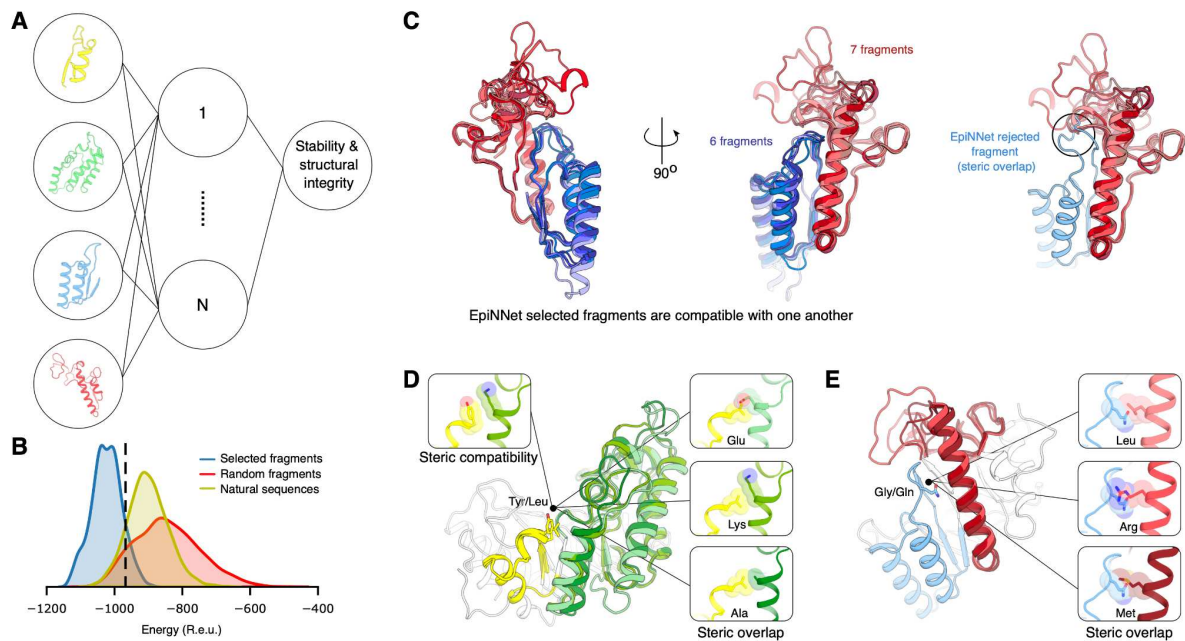 A
1
N
Stability &
structural
integrity
B
Selected fragments
Random fragments
Natural sequences
−1200
−1000
−800
−600
−400
Energy (R.e.u.)
C
7 fragments
6 fragments
90º
EpiNNet rejected
fragment
(steric overlap)
EpiNNet selected fragments are compatible with one another
D
Steric compatibility
Tyr/Leu
Glu
Lys
Ala
Steric overlap
E
Gly/Gln
Leu
Arg
Met
Steric overlap